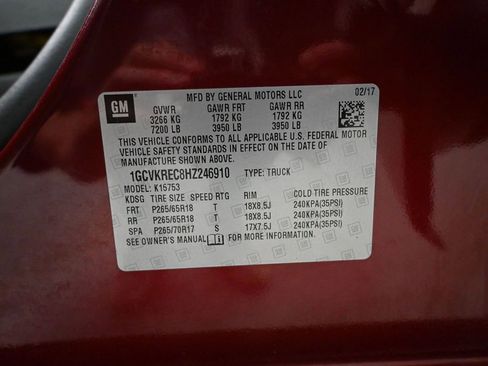 MFD BY GENERAL MOTORS LLC 02/17
GM GVWR GAWR FRT GAWR RR
3266 KG 1792 KG 1792 KG
7200 LB 3950 LB 3950 LB
THIS VEHICLE CONFORMS TO ALL APPLICABLE U.S. FEDERAL MOTOR
VEHICLE SAFETY STANDARDS IN EFFECT ON THE DATE OF
MANUFACTURE SHOWN ABOVE.
1GCVKREC8HZ246910 TYPE: TRUCK
MODEL: K15753
KDSG TIRE SIZE SPEED RTG RIM COLD TIRE PRESSURE
FRT P265/65R18 T 18X8.5J 240KPA(35PSI)
RR P265/65R18 T 18X8.5J 240KPA(35PSI)
SPA P265/70R17 S 17X7.5J 240KPA(35PSI)
SEE OWNER'S MANUAL i FOR MORE INFORMATION.